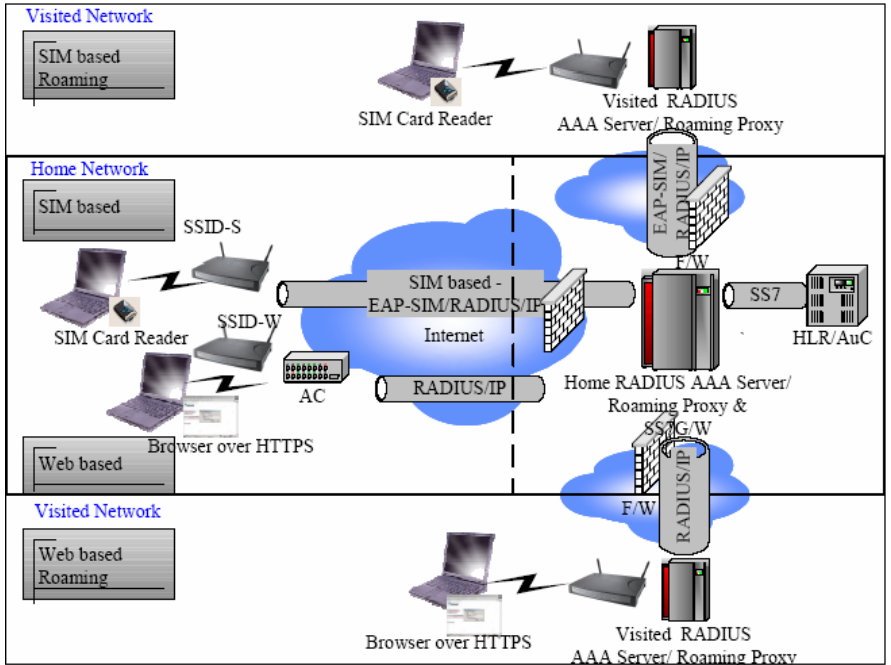 Visited Network
SIM based
Roaming
SIM Card Reader
Visited RADIUS
AAA Server/ Roaming Proxy
EAP-SIM/
RADIUS/IP
F/W
Home Network
SIM based
SSID-S
SIM Card Reader
SIM based -
EAP-SIM/RADIUS/IP
Internet
SS7
HLR/AuC
SSID-W
AC
RADIUS/IP
Home RADIUS AAA Server/
Roaming Proxy &
SS7G/W
Browser over HTTPS
Web based
F/W
RADIUS/IP
Visited Network
Web based
Roaming
Browser over HTTPS
Visited RADIUS
AAA Server/ Roaming Proxy